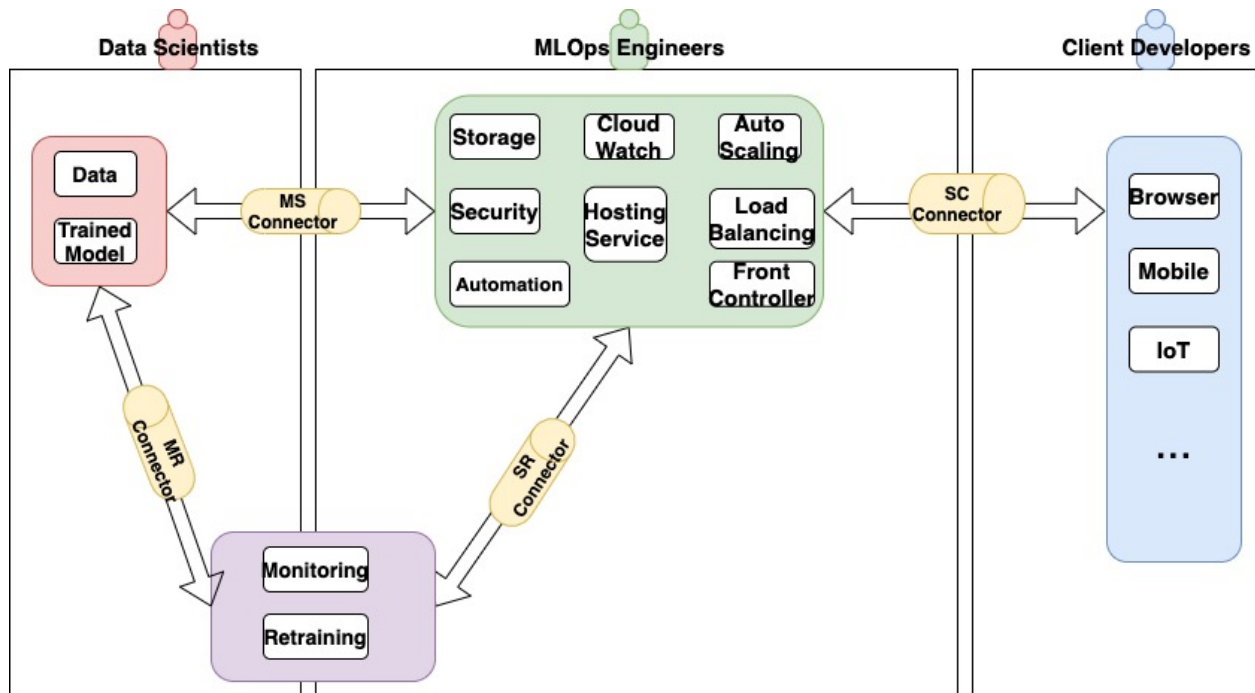 Data Scientists
MLOps Engineers
Client Developers
Data
Trained
Model
MS
Connector
Storage
Cloud
Watch
Auto
Scaling
Security
Hosting
Service
Load
Balancing
Automation
Front
Controller
SC
Connector
Browser
Mobile
IoT
...
MR
Connector
SR
Connector
Monitoring
Retraining